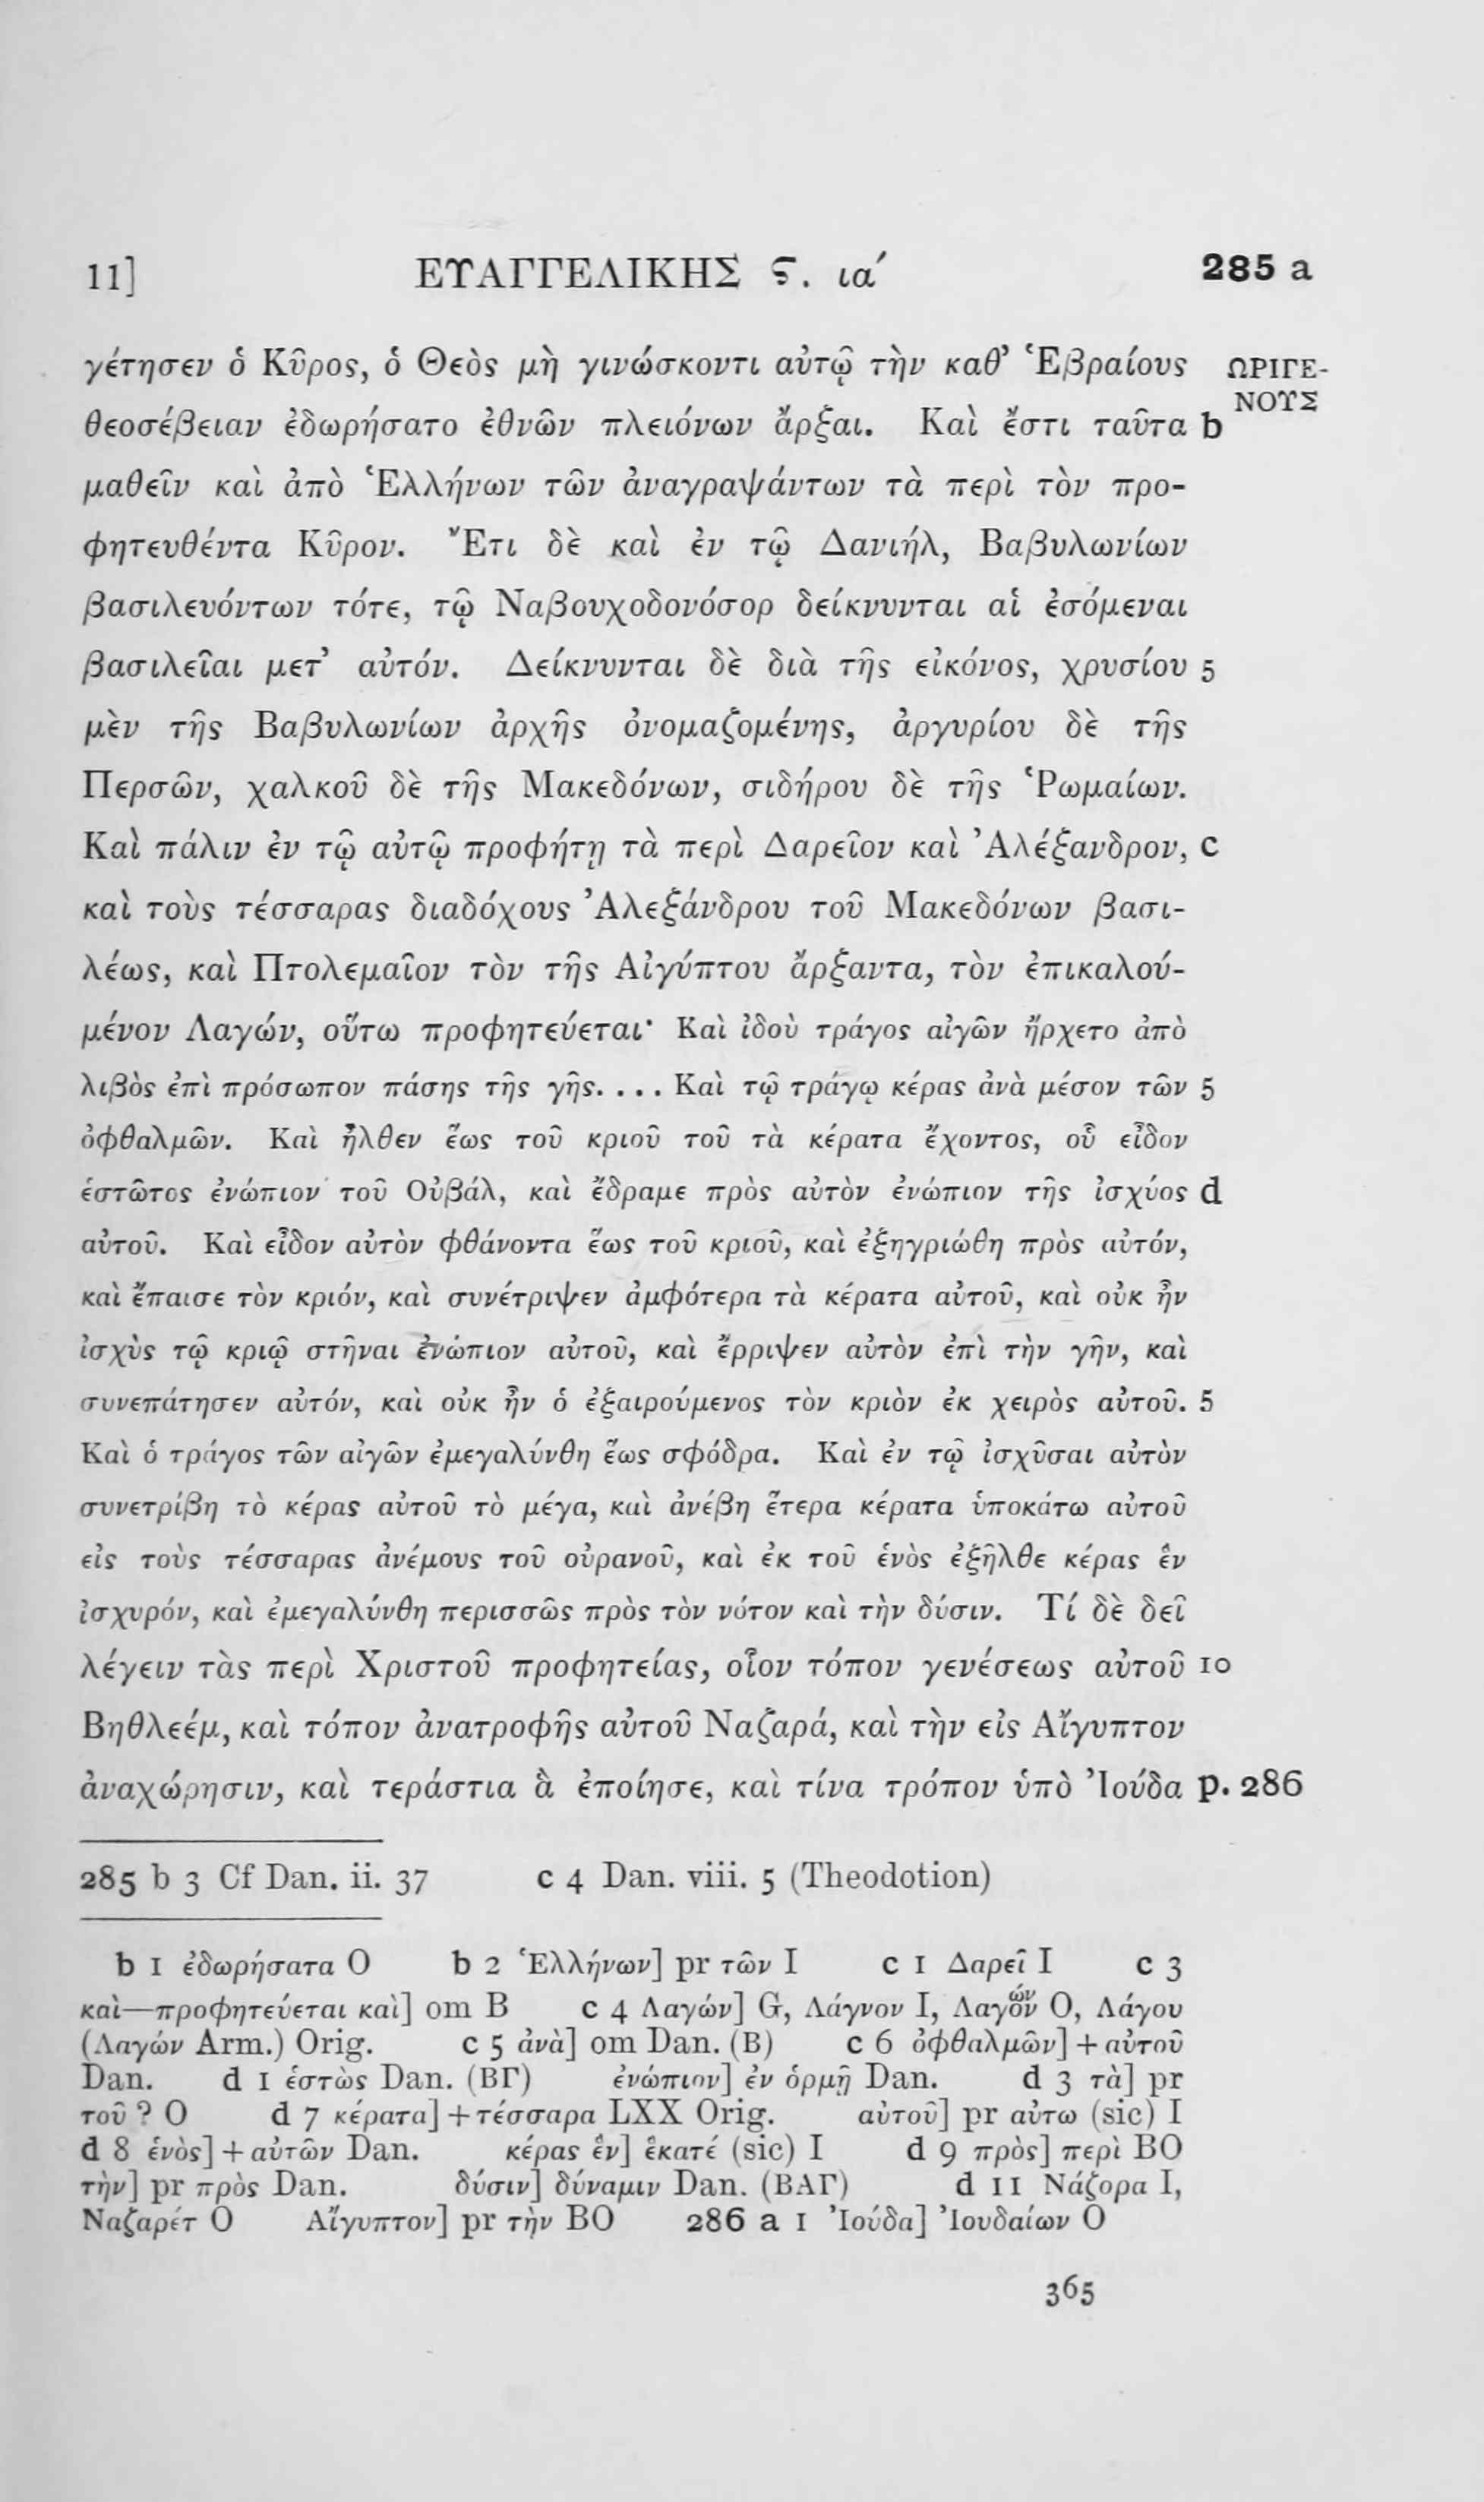 11] ΕΥΑΓΓΕΛΙΚΗΣ ϛ. ια΄ 285 a
γέτησεν ὁ Κῦρος, ὁ Θεὸς μὴ γινώσκοντι αὐτῷ τὴν καθ’ Ἑβραίους ΩΡΙΓΕ-
θεοσέβειαν ἐδωρήσατο ἐθνῶν πλειόνων ἄρξαι. Καὶ ἔστι ταῦτα b ΝΟΥΣ
μαθεῖν καὶ ἀπὸ Ἑλλήνων τῶν ἀναγραψάντων τὰ περὶ τὸν προ-
φητευθέντα Κῦρον. Ἔτι δὲ καὶ ἐν τῷ Δανιήλ, Βαβυλωνίων
βασιλευόντων τότε, τῷ Ναβουχοδονόσορ δείκνυνται αἱ ἐσόμεναι
βασιλεῖαι μετ’ αὐτόν. Δείκνυνται δὲ διὰ τῆς εἰκόνος, χρυσίου 5
μὲν τῆς Βαβυλωνίων ἀρχῆς ὀνομαζομένης, ἀργυρίου δὲ τῆς
Περσῶν, χαλκοῦ δὲ τῆς Μακεδόνων, σιδήρου δὲ τῆς Ῥωμαίων.
Καὶ πάλιν ἐν τῷ αὐτῷ προφήτῃ τὰ περὶ Δαρεῖον καὶ Ἀλέξανδρον, c
καὶ τοὺς τέσσαρας διαδόχους Ἀλεξάνδρου τοῦ Μακεδόνων βασι-
λέως, καὶ Πτολεμαῖον τὸν τῆς Αἰγύπτου ἄρξαντα, τὸν ἐπικαλού-
μένον Λαγών, οὕτω προφητεύεται· Καὶ ἰδοὺ τράγος αἰγῶν ἤρχετο ἀπὸ
λιβὸς ἐπὶ πρόσωπον πάσης τῆς γῆς. . . . Καὶ τῷ τράγῳ κέρας ἀνὰ μέσον τῶν 5
ὀφθαλμῶν. Καὶ ἦλθεν ἕως τοῦ κριοῦ τοῦ τὰ κέρατα ἔχοντος, οὗ εἶδον
ἑστῶτος ἐνώπιον τοῦ Οὐβάλ, καὶ ἔδραμε πρὸς αὐτὸν ἐνώπιον τῆς ἰσχύος d
αὐτοῦ. Καὶ εἶδον αὐτὸν φθάνοντα ἕως τοῦ κριοῦ, καὶ ἐξηγριώθη πρὸς αὐτόν,
καὶ ἔπαισε τὸν κριόν, καὶ συνέτριψεν ἀμφότερα τὰ κέρατα αὐτοῦ, καὶ οὐκ ἦν
ἰσχὺς τῷ κριῷ στῆναι ἐνώπιον αὐτοῦ, καὶ ἔρριψεν αὐτὸν ἐπὶ τὴν γῆν, καὶ
συνεπάτησεν αὐτόν, καὶ οὐκ ἦν ὁ ἐξαιρούμενος τὸν κριὸν ἐκ χειρὸς αὐτοῦ. 5
Καὶ ὁ τράγος τῶν αἰγῶν ἐμεγαλύνθη ἕως σφόδρα. Καὶ ἐν τῷ ἰσχῦσαι αὐτὸν
συνετρίβη τὸ κέρας αὐτοῦ τὸ μέγα, καὶ ἀνέβη ἕτερα κέρατα ὑποκάτω αὐτοῦ
εἰς τοὺς τέσσαρας ἀνέμους τοῦ οὐρανοῦ, καὶ ἐκ τοῦ ἑνὸς ἐξῆλθε κέρας ἓν
ἰσχυρόν, καὶ ἐμεγαλύνθη περισσῶς πρὸς τὸν νότον καὶ τὴν δύσιν. Τί δὲ δεῖ
λέγειν τὰς περὶ Χριστοῦ προφητείας, οἷον τόπον γενέσεως αὐτοῦ 10
Βηθλεέμ, καὶ τόπον ἀνατροφῆς αὐτοῦ Ναζαρά, καὶ τὴν εἰς Αἴγυπτον
ἀναχώρησιν, καὶ τεράστια ἃ ἐποίησε, καὶ τίνα τρόπον ὑπὸ Ἰούδα p. 286
285 b 3 Cf Dan. ii. 37 c 4 Dan. viii. 5 (Theodotion)
b 1 ἐδωρήσατα O b 2 Ἑλλήνων] pr τῶν I c 1 Δαρεῖ I c 3
καὶ—προφητεύεται καὶ] om B c 4 Λαγών] G, Λάγνον I, Λαγὸν ών O, Λάγου
(Λαγών Arm.) Orig. c 5 ἀνὰ] om Dan. (B) c 6 ὀφθαλμῶν] + αὐτοῦ
Dan. d 1 ἑστὼς Dan. (BΓ) ἐνώπιον] ἐν ὁρμῇ Dan. d 3 τὰ] pr
τοῦ ? O d 7 κέρατα] + τέσσαρα LXX Orig. αὐτοῦ] pr αὐτω (sic) I
d 8 ἑνὸς] + αὐτῶν Dan. κέρας ἓν] ἑκατέ (sic) I d 9 πρὸς] περὶ BO
τὴν] pr πρὸς Dan. δύσιν] δύναμιν Dan. (BAΓ) d 11 Νάζορα I,
Ναζαρέτ O Αἴγυπτον] pr τὴν BO 286 a 1 Ἰούδα] Ἰουδαίων O
365